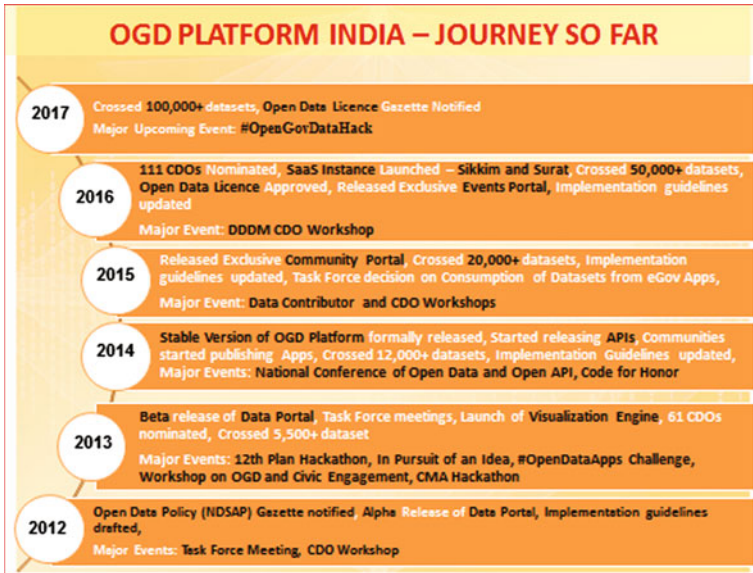 OGD PLATFORM INDIA – JOURNEY SO FAR
2017
Crossed 100,000+ datasets, Open Data Licence Gazette Notified
Major Upcoming Event: #OpenGovDataHack
2016
111 CDOs Nominated, SaaS Instance Launched – Sikkim and Surat, Crossed 50,000+ datasets,
Open Data Licence Approved, Released Exclusive Events Portal, Implementation guidelines
updated
Major Event: DDDM CDO Workshop
2015
Released Exclusive Community Portal, Crossed 20,000+ datasets, Implementation
guidelines updated, Task Force decision on Consumption of Datasets from eGov Apps,
Major Event: Data Contributor and CDO Workshops
2014
Stable Version of OGD Platform formally released, Started releasing APIs, Communities
started publishing Apps, Crossed 12,000+ datasets, Implementation Guidelines updated,
Major Events: National Conference of Open Data and Open API, Code for Honor
2013
Beta release of Data Portal, Task Force meetings, Launch of Visualization Engine, 61 CDOs
nominated, Crossed 5,500+ dataset
Major Events: 12th Plan Hackathon, In Pursuit of an Idea, #OpenDataApps Challenge,
Workshop on OGD and Civic Engagement, CMA Hackathon
2012
Open Data Policy (NDSAP) Gazette notified, Alpha Release of Data Portal, Implementation guidelines
drafted,
Major Events: Task Force Meeting, CDO Workshop